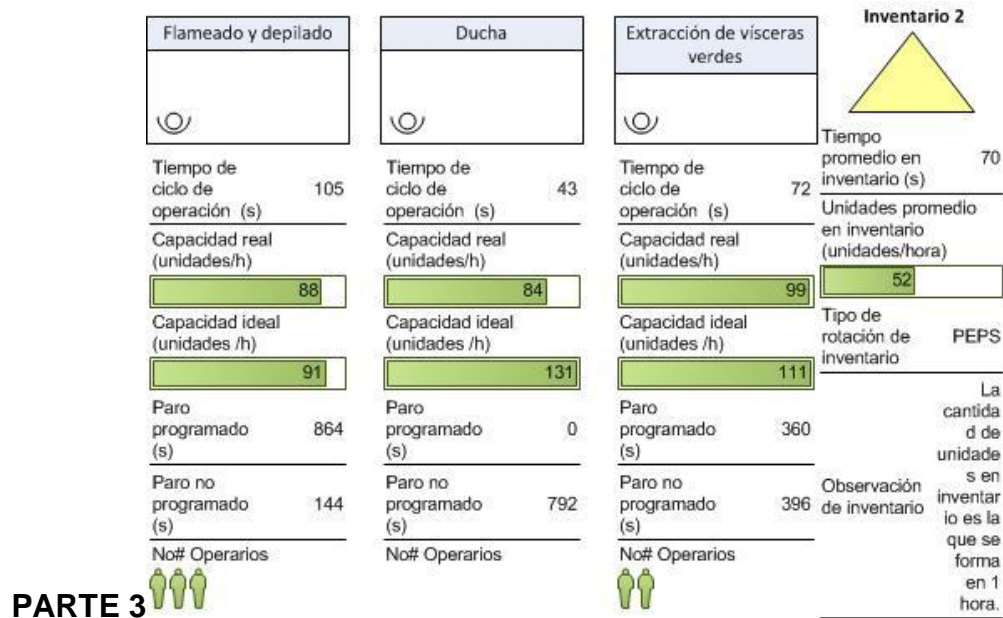 Flameado y depilado
Tiempo de
ciclo de
operación (s)
105
Capacidad real
(unidades/h)
88
Capacidad ideal
(unidades /h)
91
Paro
programado
(s)
864
Paro no
programado
(s)
144
No# Operarios
Ducha
Tiempo de
ciclo de
operación (s)
43
Capacidad real
(unidades/h)
84
Capacidad ideal
(unidades /h)
131
Paro
programado
(s)
0
Paro no
programado
(s)
792
No# Operarios
Extracción de vísceras
verdes
Tiempo de
ciclo de
operación (s)
72
Capacidad real
(unidades/h)
99
Capacidad ideal
(unidades /h)
111
Paro
programado
(s)
360
Paro no
programado
(s)
396
No# Operarios
Inventario 2
Tiempo
promedio en
inventario (s)
70
Unidades promedio
en inventario
(unidades/hora)
52
Tipo de
rotación de
inventario
PEPS
Observación
de inventario
La
cantida
d de
unidade
s en
inventar
io es la
que se
forma
en 1
hora.
PARTE 3